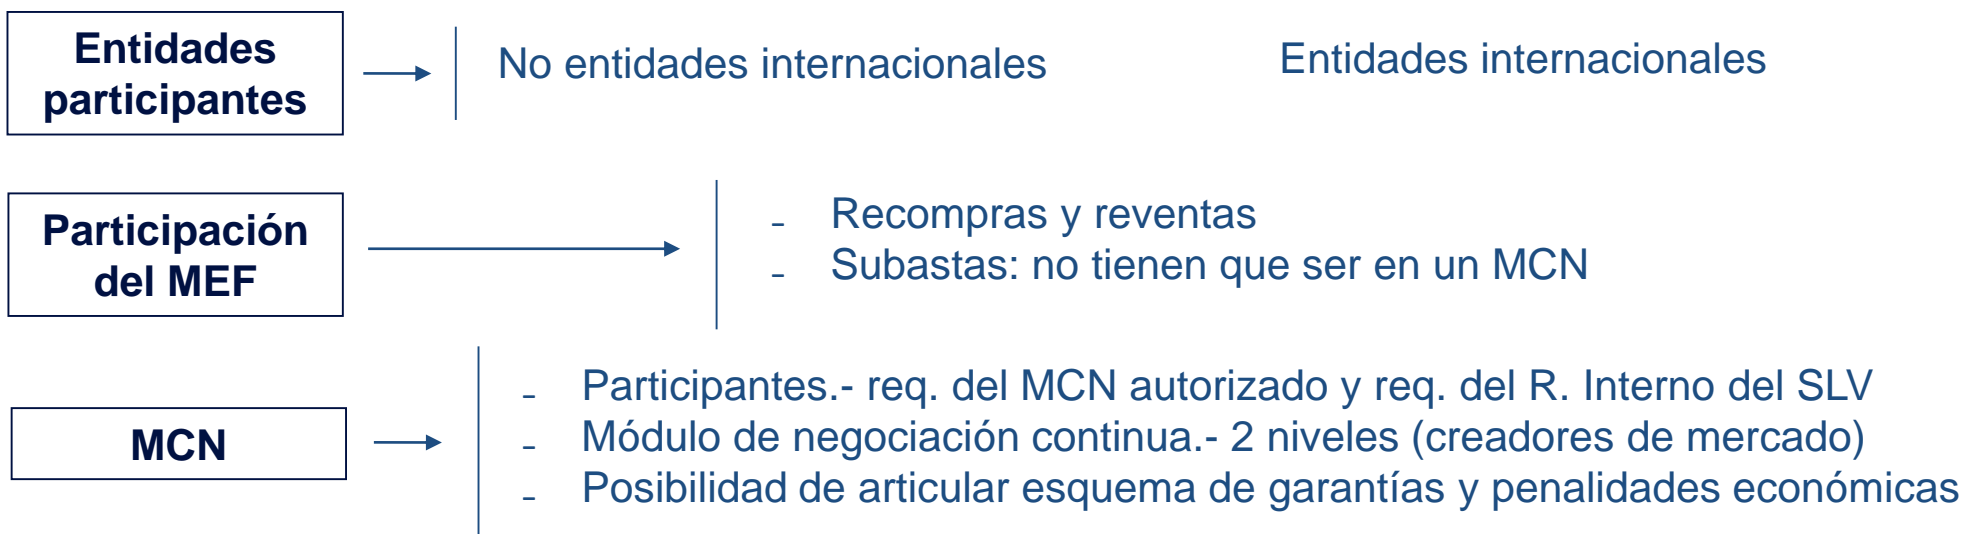 Entidades
participantes
No entidades internacionales
Entidades internacionales
Participación
del MEF
- Recompras y reventas
- Subastas: no tienen que ser en un MCN
MCN
- Participantes.- req. del MCN autorizado y req. del R. Interno del SLV
- Módulo de negociación continua.- 2 niveles (creadores de mercado)
- Posibilidad de articular esquema de garantías y penalidades económicas